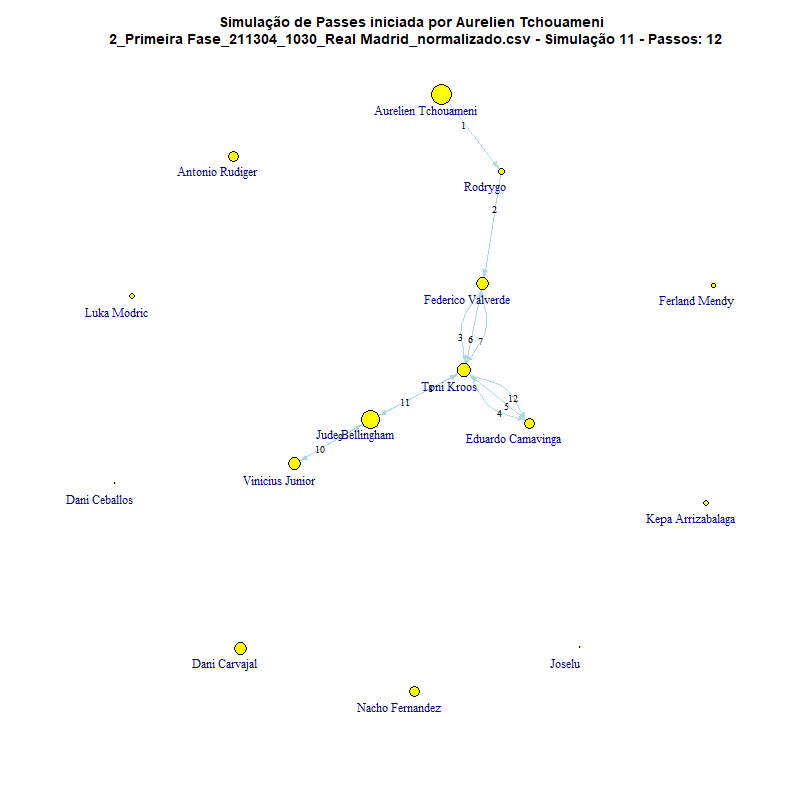 Simulação de Passes iniciada por Aurelien Tchouameni
2_Primeira Fase_211304_1030_Real Madrid_normalizado.csv - Simulação 11 - Passos: 12
Aurelien Tchouameni
1
Antonio Rudiger
Rodrygo
2
Federico Valverde
Ferland Mendy
Luka Modric
3
6
7
Toni Kroos
8
11
12
5
4
Jude Bellingham
9
Eduardo Camavinga
10
Vinicius Junior
Dani Ceballos
Kepa Arrizabalaga
Dani Carvajal
Joselu
Nacho Fernandez